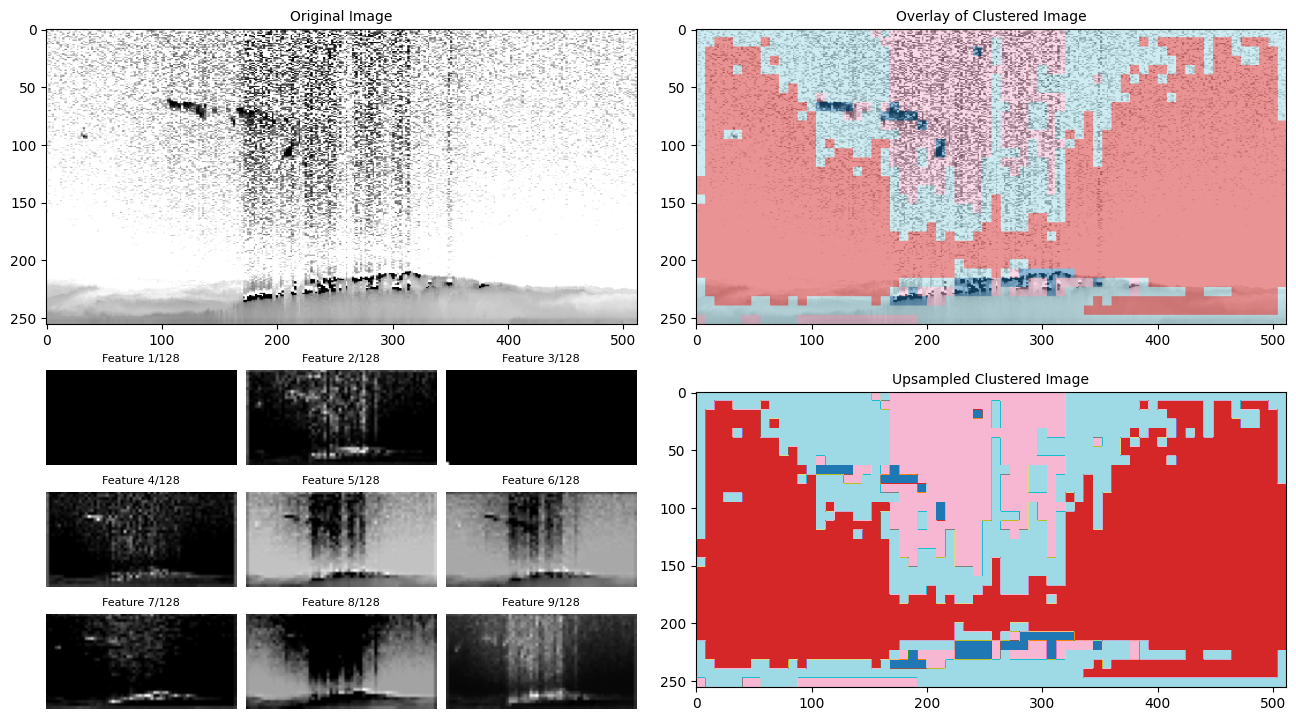 Original Image
0
50
100
150
200
250
0 100 200 300 400 500
Overlay of Clustered Image
0
50
100
150
200
250
0 100 200 300 400 500
Feature 1/128 Feature 2/128 Feature 3/128
Feature 4/128 Feature 5/128 Feature 6/128
Feature 7/128 Feature 8/128 Feature 9/128
Upsampled Clustered Image
0
50
100
150
200
250
0 100 200 300 400 500